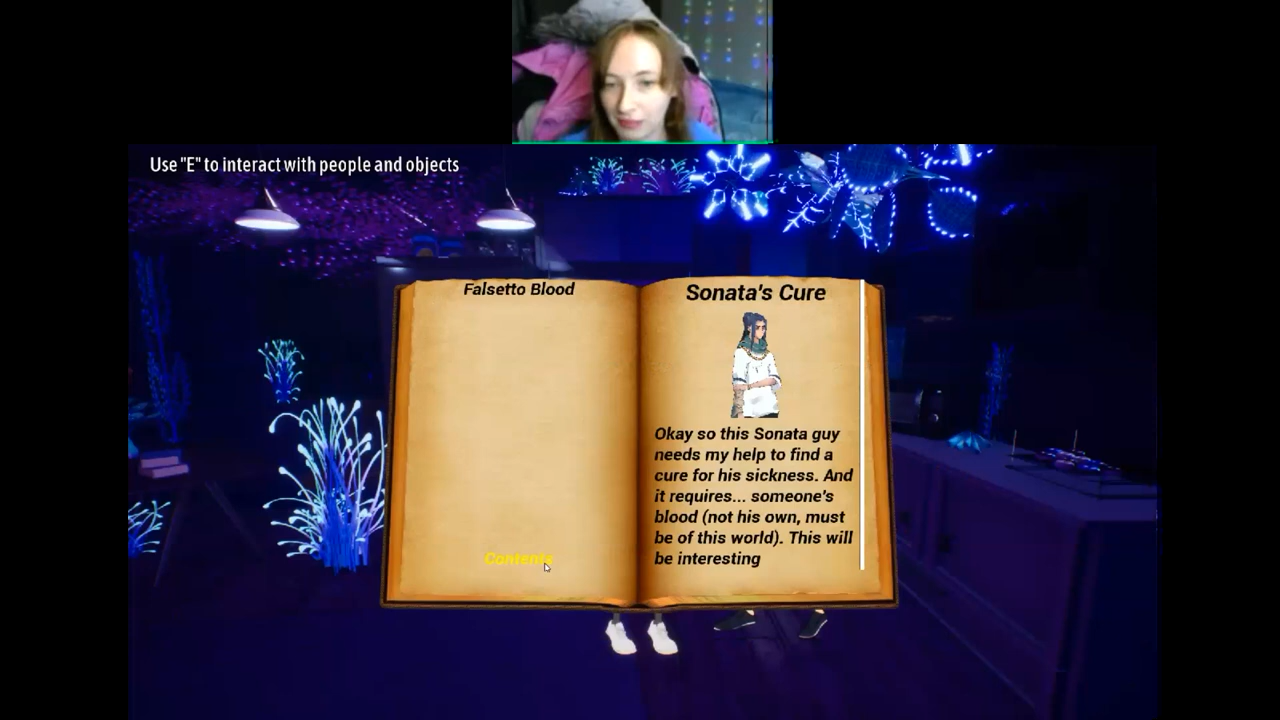 Use "E" to interact with people and objects
Falsetto Blood
Contents
Sonata's Cure
Okay so this Sonata guy
needs my help to find a
cure for his sickness. And
it requires... someone's
blood (not his own, must
be of this world). This will
be interesting